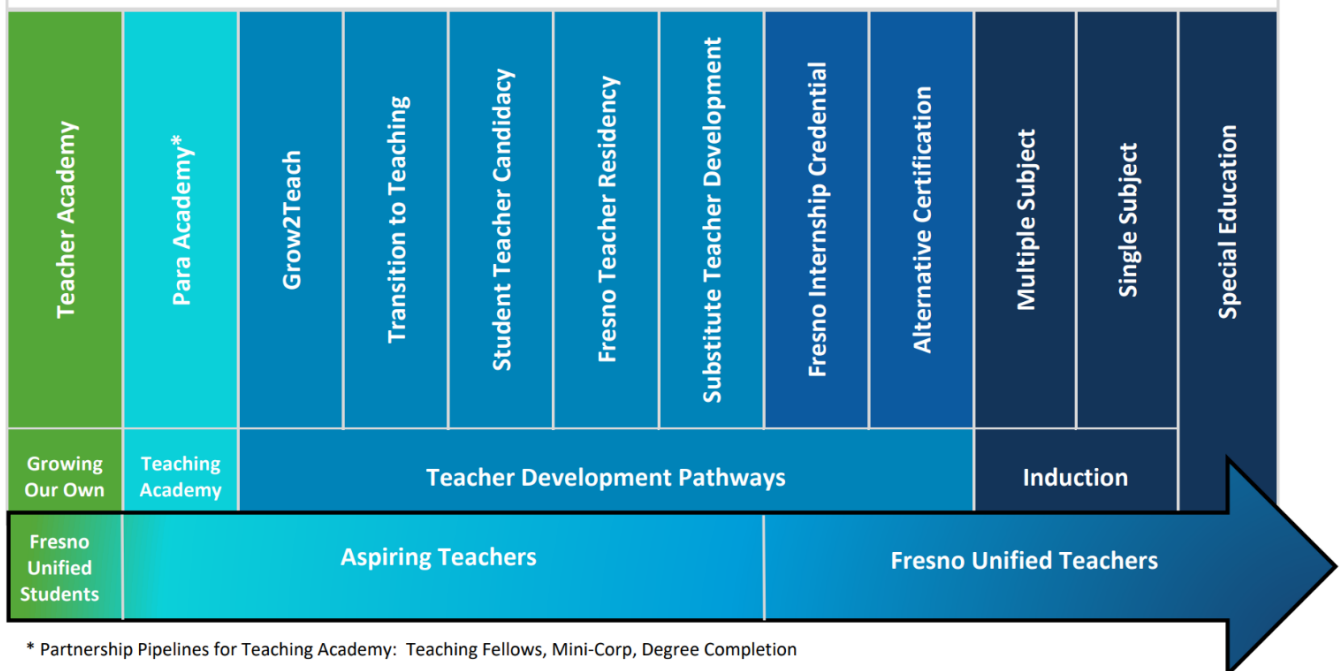 Teacher Academy
Para Academy*
Grow2Teach
Transition to Teaching
Student Teacher Candidacy
Fresno Teacher Residency
Substitute Teacher Development
Fresno Internship Credential
Alternative Certification
Multiple Subject
Single Subject
Special Education
Growing
Our Own
Teaching
Academy
Teacher Development Pathways
Induction
Fresno
Unified
Students
Aspiring Teachers
Fresno Unified Teachers
* Partnership Pipelines for Teaching Academy:  Teaching Fellows, Mini-Corp, Degree Completion